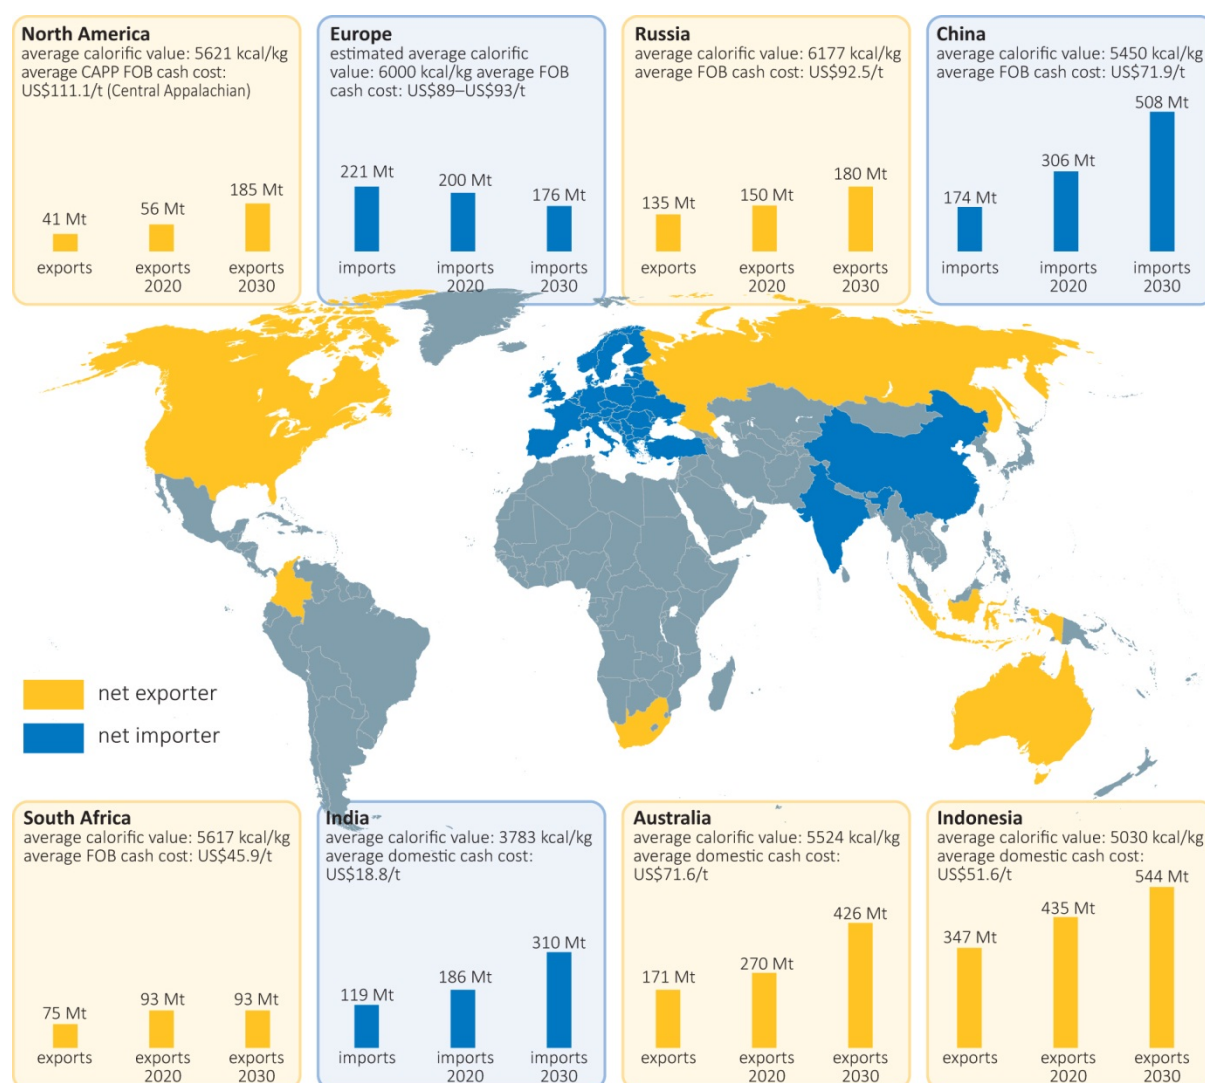 North America
average calorific value: 5621 kcal/kg
average CAPP FOB cash cost:
US$111.1/t (Central Appalachian)
41 Mt
56 Mt
185 Mt
exports
exports
2020
exports
2030
Europe
estimated average calorific
value: 6000 kcal/kg average FOB
cash cost: US$89–US$93/t
221 Mt
200 Mt
176 Mt
imports
imports
2020
imports
2030
Russia
average calorific value: 6177 kcal/kg
average FOB cash cost: US$92.5/t
135 Mt
150 Mt
180 Mt
exports
exports
2020
exports
2030
China
average calorific value: 5450 kcal/kg
average FOB cash cost: US$71.9/t
174 Mt
306 Mt
508 Mt
imports
imports
2020
imports
2030
net exporter
net importer
South Africa
average calorific value: 5617 kcal/kg
average FOB cash cost: US$45.9/t
75 Mt
93 Mt
93 Mt
exports
exports
2020
exports
2030
India
average calorific value: 3783 kcal/kg
average domestic cash cost:
US$18.8/t
119 Mt
186 Mt
310 Mt
imports
imports
2020
imports
2030
Australia
average calorific value: 5524 kcal/kg
average domestic cash cost:
US$71.6/t
171 Mt
270 Mt
426 Mt
exports
exports
2020
exports
2030
Indonesia
average calorific value: 5030 kcal/kg
average domestic cash cost:
US$51.6/t
347 Mt
435 Mt
544 Mt
exports
exports
2020
exports
2030